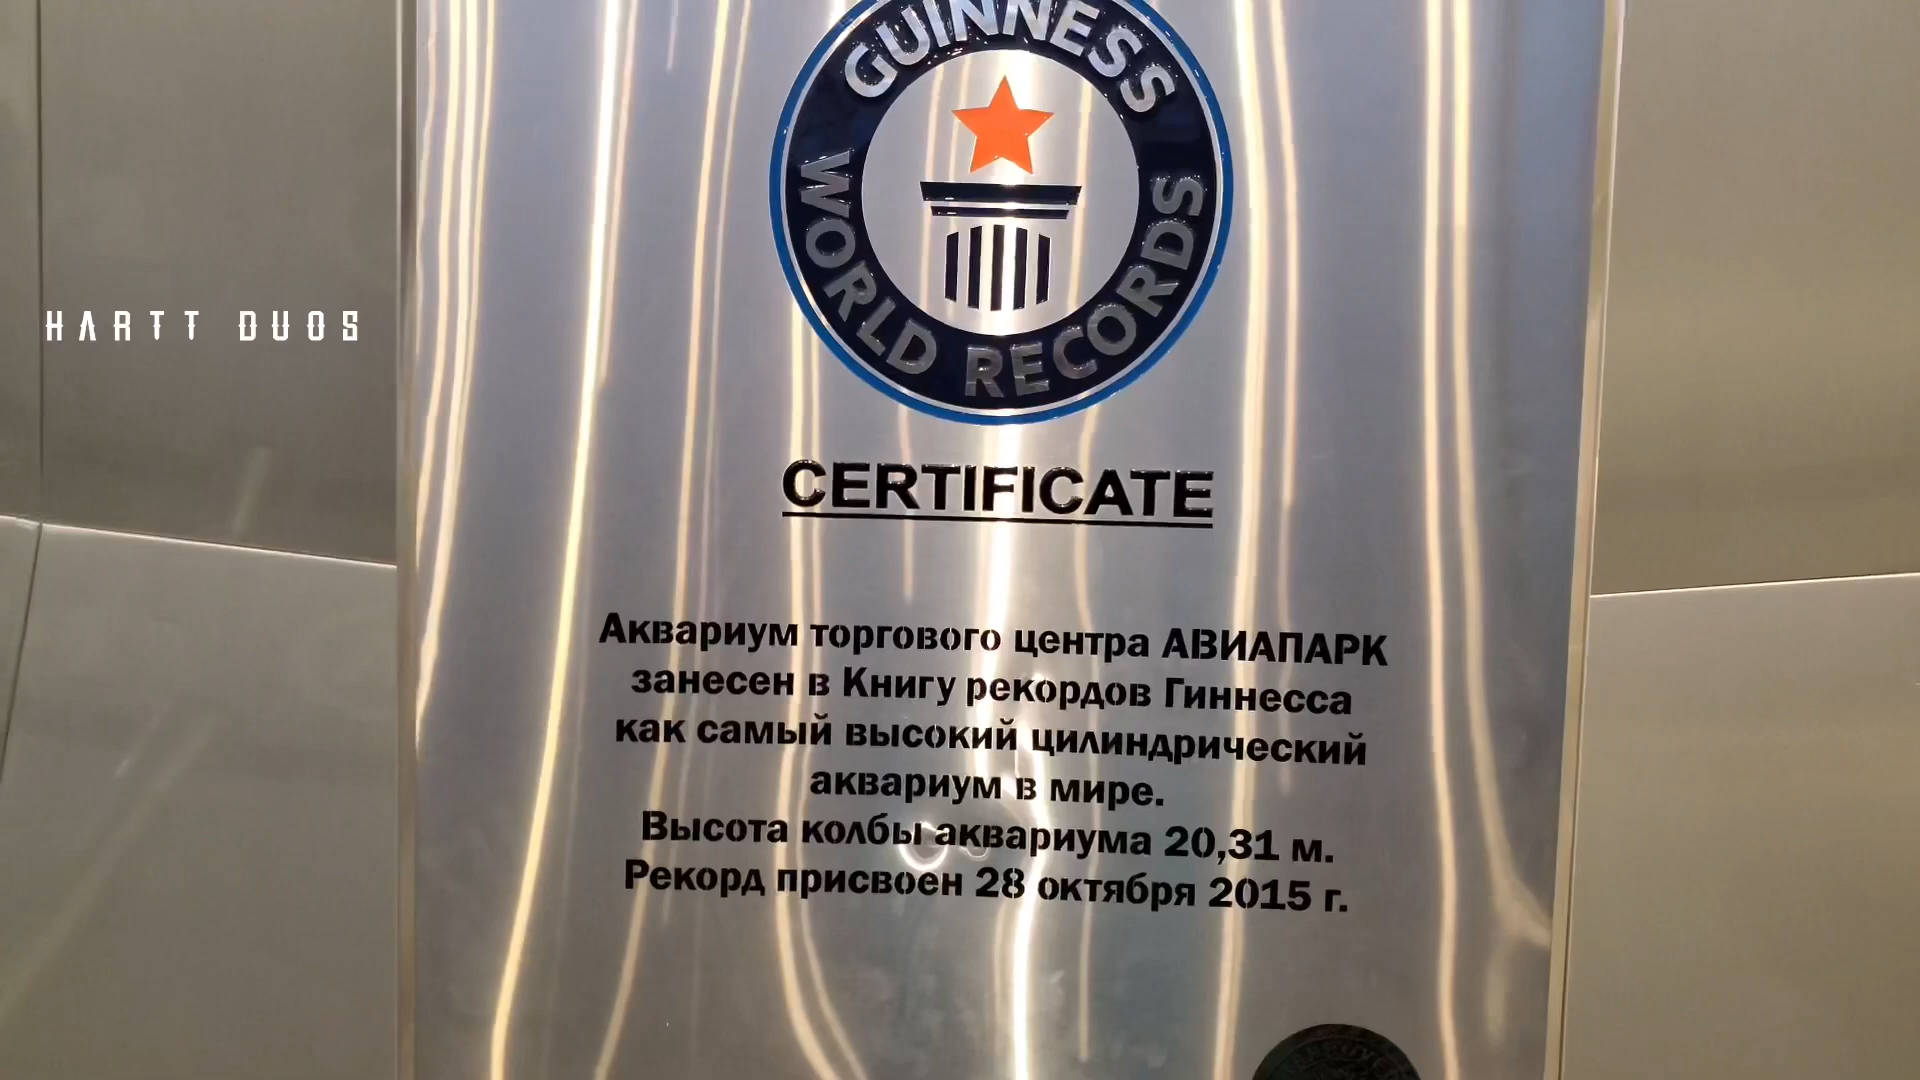 GUINNESS
WORLD RECORDS
HARTT DUOS
CERTIFICATE
Аквариум торгового центра АВИАПАРК
занесен в Книгу рекордов Гиннесса
как самый высокий цилиндрический
аквариум в мире.
Высота колбы аквариума 20,31 м.
Рекорд присвоен 28 октября 2015 г.